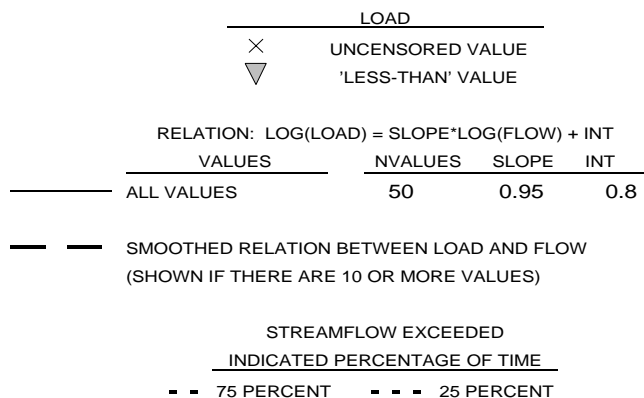 LOAD
UNCENSORED VALUE
'LESS-THAN' VALUE
RELATION: LOG(LOAD) = SLOPE*LOG(FLOW) + INT
VALUES NVALUES SLOPE INT
ALL VALUES 50 0.95 0.8
SMOOTHED RELATION BETWEEN LOAD AND FLOW
(SHOWN IF THERE ARE 10 OR MORE VALUES)
STREAMFLOW EXCEEDED
INDICATED PERCENTAGE OF TIME
75 PERCENT 25 PERCENT